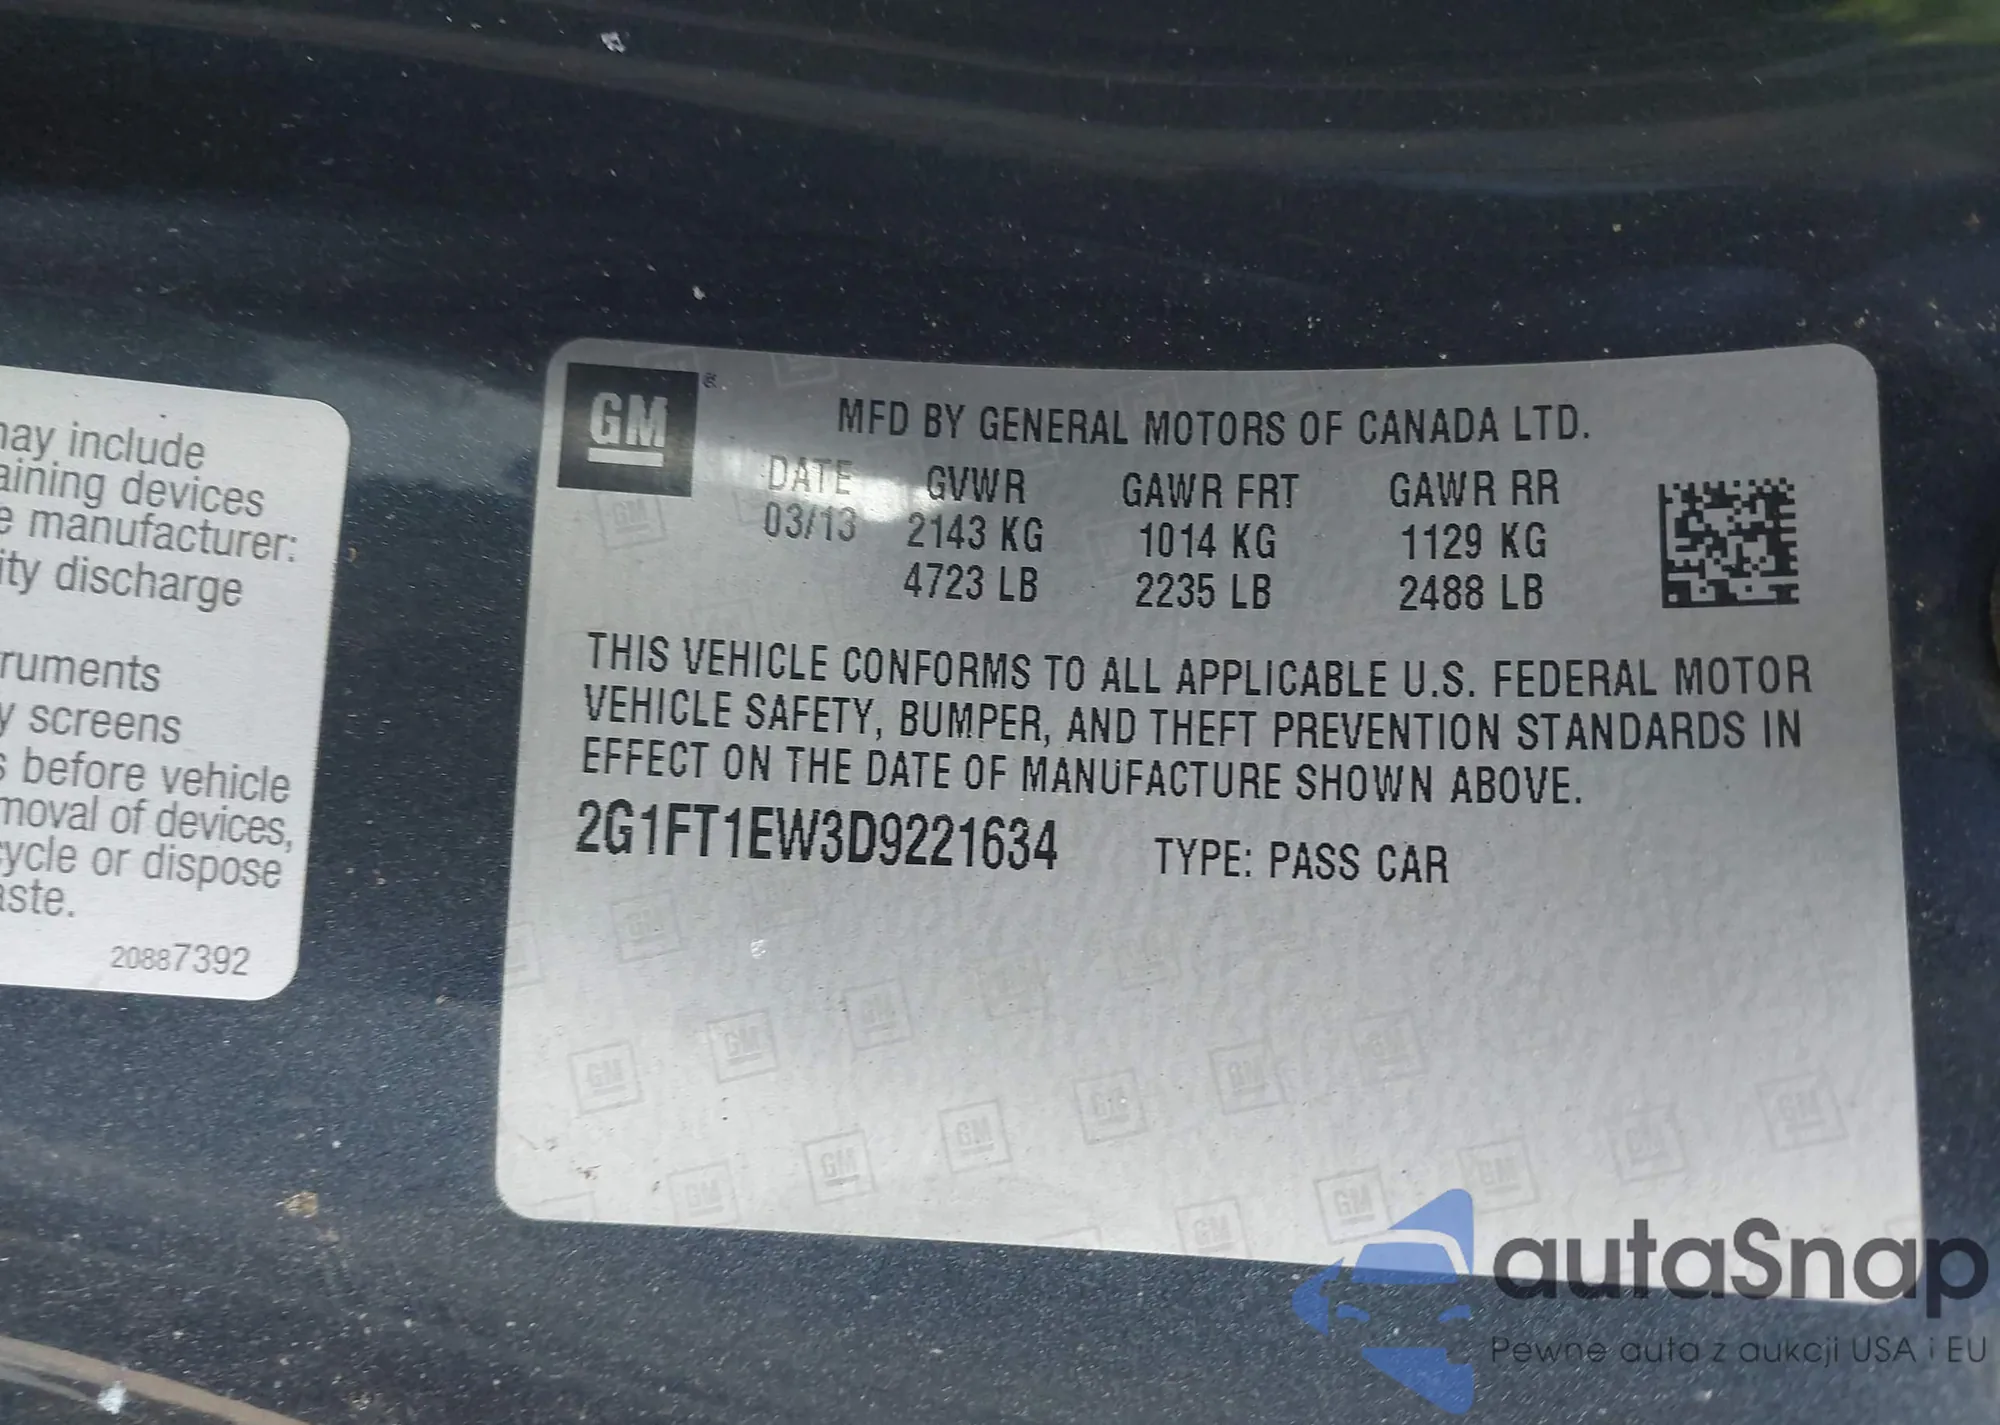 may include
aining devices
e manufacturer:
ity discharge
ruments
y screens
s before vehicle
moval of devices,
cycle or dispose
aste.
20887392
GM®
MFD BY GENERAL MOTORS OF CANADA LTD.
DATE GVWR GAWR FRT GAWR RR
03/13 2143 KG 1014 KG 1129 KG
4723 LB 2235 LB 2488 LB
THIS VEHICLE CONFORMS TO ALL APPLICABLE U.S. FEDERAL MOTOR
VEHICLE SAFETY, BUMPER, AND THEFT PREVENTION STANDARDS IN
EFFECT ON THE DATE OF MANUFACTURE SHOWN ABOVE.
2G1FT1EW3D9221634 TYPE: PASS CAR
autaSnap
Pewne auta z aukcji USA i EU